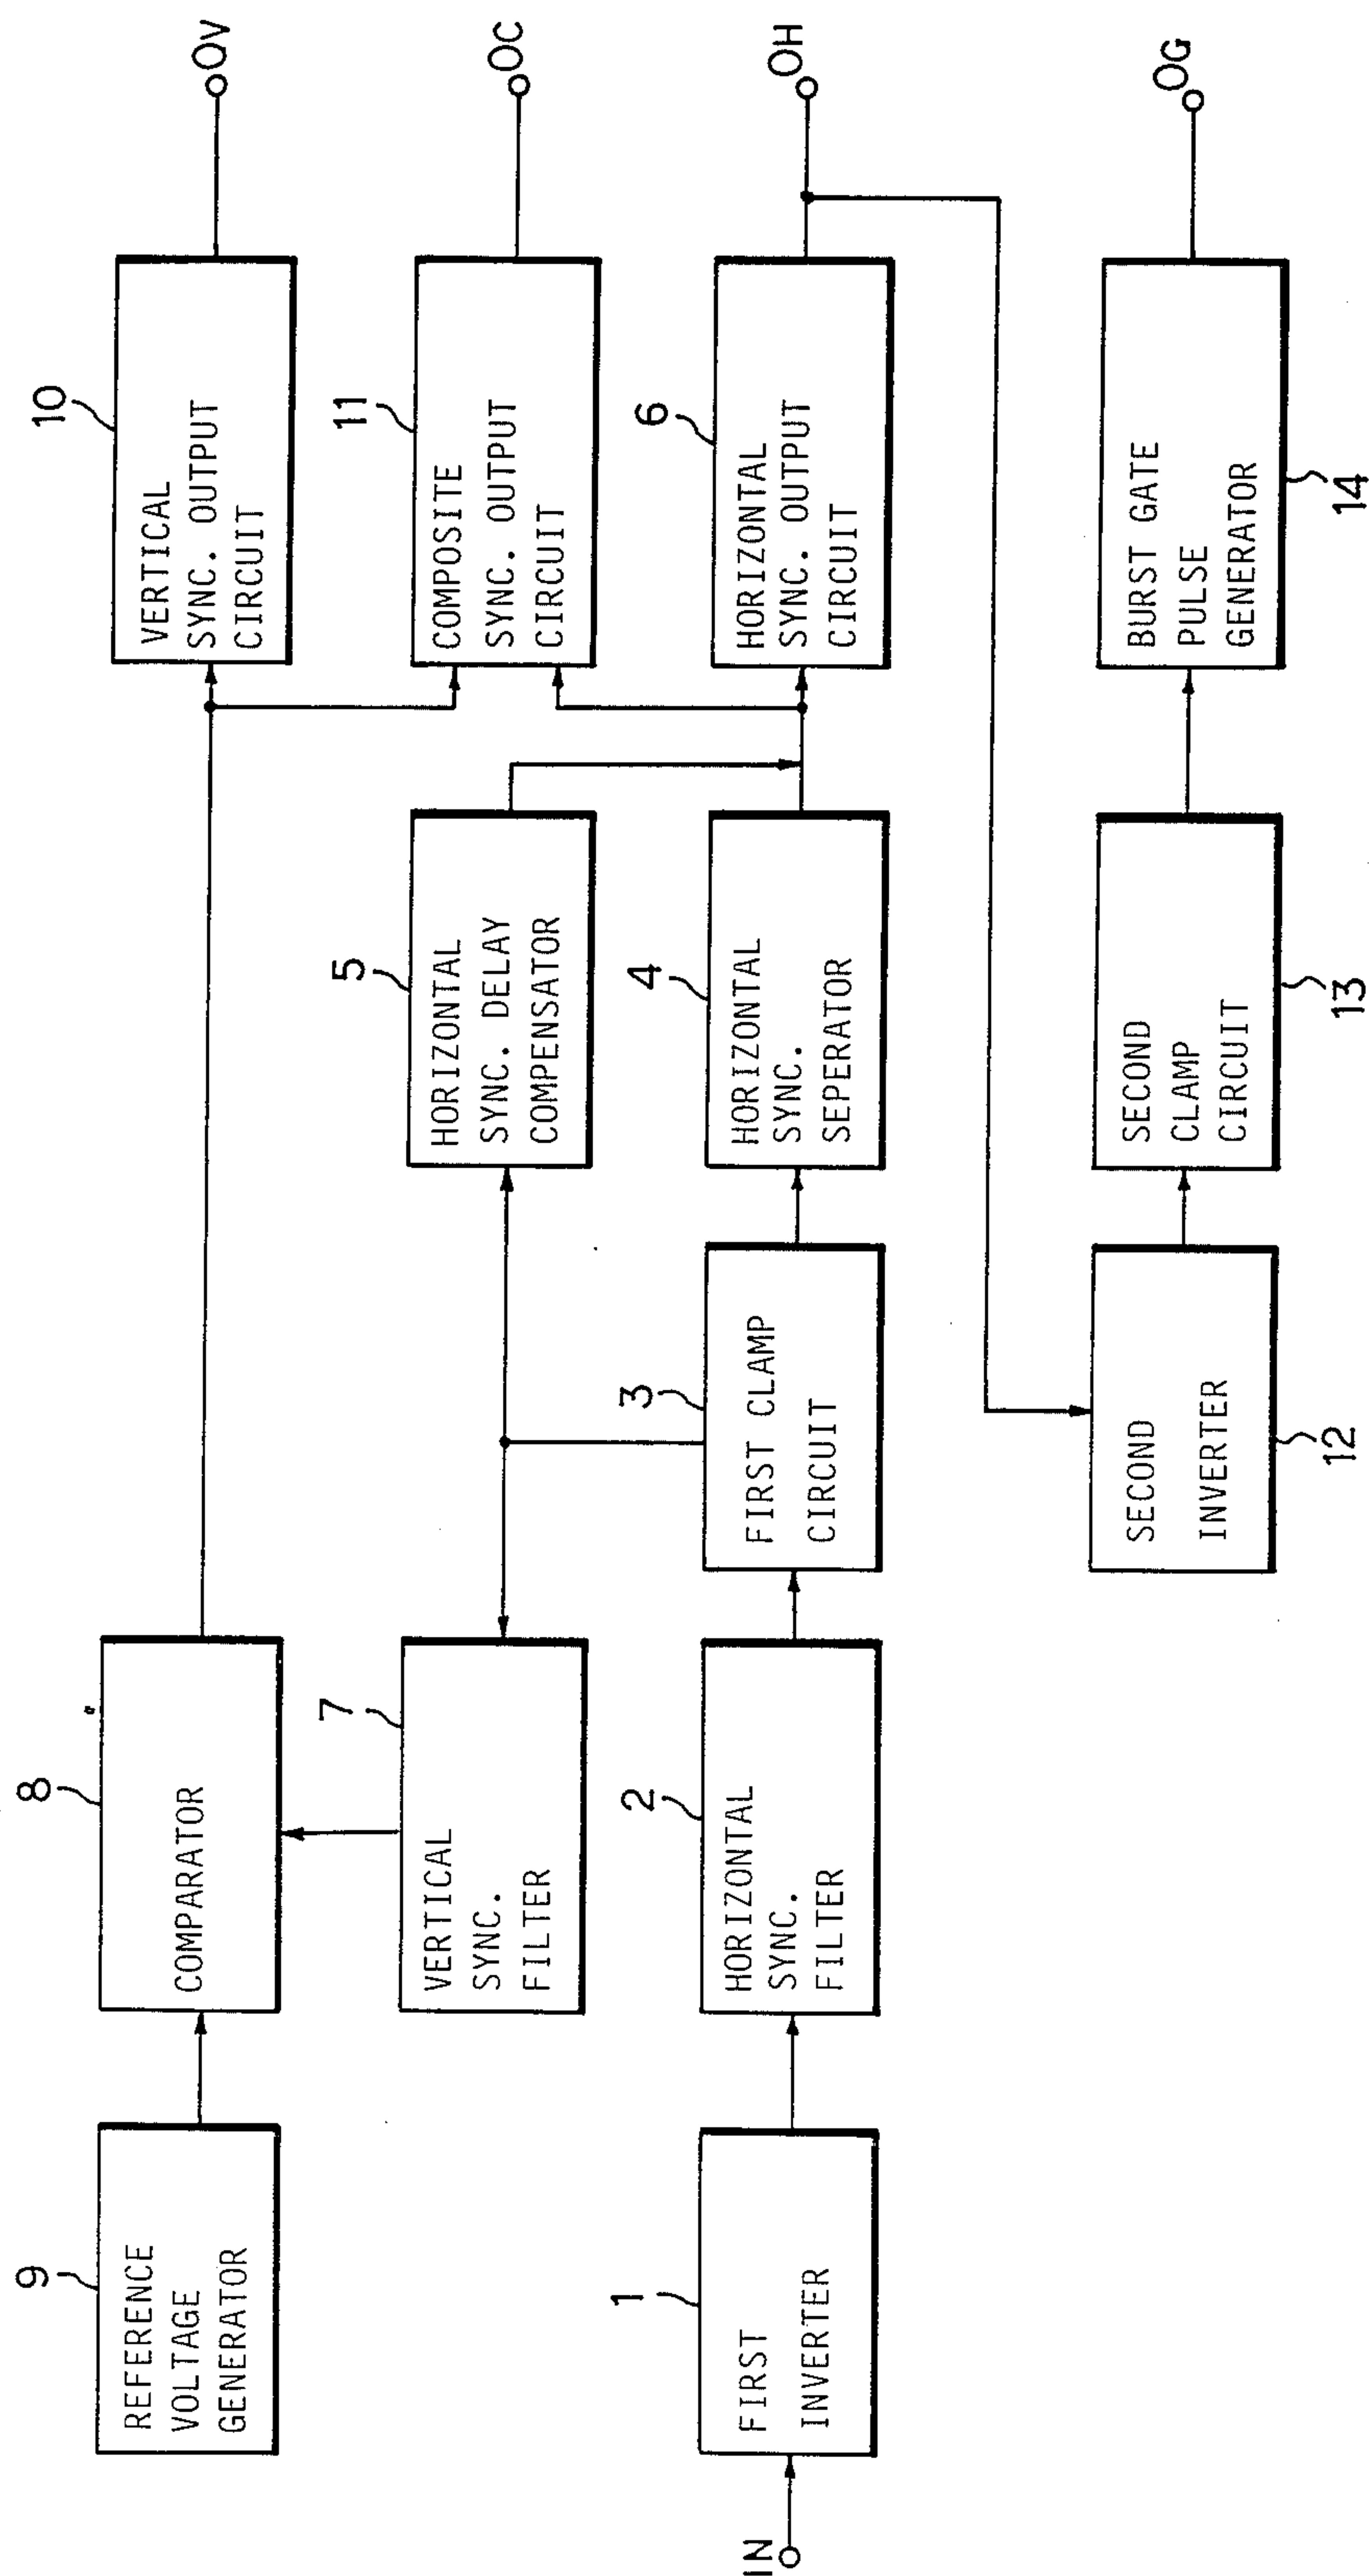 9
REFERENCE
VOLTAGE
GENERATOR
8
COMPARATOR
10
VERTICAL
SYNC. OUTPUT
CIRCUIT
OV
7
VERTICAL
SYNC.
FILTER
5
HORIZONTAL
SYNC. DELAY
COMPENSATOR
11
COMPOSITE
SYNC. OUTPUT
CIRCUIT
OC
IN
1
FIRST
INVERTER
2
HORIZONTAL
SYNC.
FILTER
3
FIRST CLAMP
CIRCUIT
4
HORIZONTAL
SYNC.
SEPERATOR
6
HORIZONTAL
SYNC. OUTPUT
CIRCUIT
OH
SECOND
INVERTER
12
SECOND
CLAMP
CIRCUIT
13
BURST GATE
PULSE
GENERATOR
14
OG